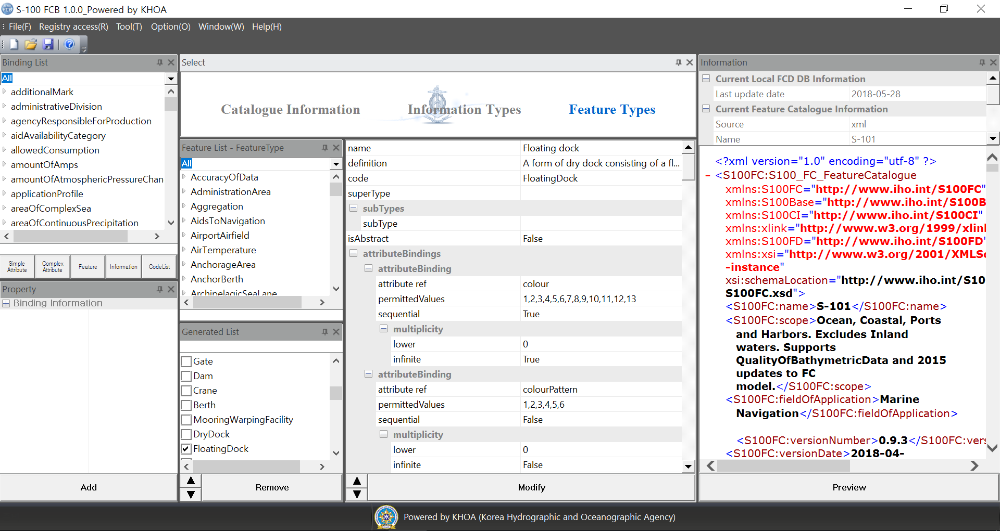 S-100 FCB 1.0.0_Powered by KHOA
File(F) Registry access(R) Tool(T) Option(O) Window(W) Help(H)
Binding List
All
additionalMark
administrativeDivision
agencyResponsibleForProduction
aidAvailabilityCategory
allowedConsumption
amountOfAmps
amountOfAtmosphericPressureChan
applicationProfile
areaOfComplexSea
areaOfContinuousPrecipitation
Simple Attribute
Complex Attribute
Feature
Information
CodeList
Property
Binding Information
Add
Select
Catalogue Information
Information Types
Feature Types
Feature List - FeatureType
All
AccuracyOfData
AdministrationArea
Aggregation
AidsToNavigation
AirportAirfield
AirTemperature
AnchorageArea
AnchorBerth
ArchipelagicSeaLane
Generated List
Gate
Dam
Crane
Berth
MooringWarpingFacility
DryDock
FloatingDock
Remove
name Floating dock
definition A form of dry dock consisting of a fl...
code FloatingDock
superType
subTypes
subType
isAbstract False
attributeBindings
attributeBinding
attribute ref colour
permittedValues 1,2,3,4,5,6,7,8,9,10,11,12,13
sequential True
multiplicity
lower 0
infinite True
attributeBinding
attribute ref colourPattern
permittedValues 1,2,3,4,5,6
sequential False
multiplicity
lower 0
infinite False
Modify
Information
Current Local FCD DB Information
Last update date 2018-05-28
Current Feature Catalogue Information
Source xml
Name S-101
<?xml version="1.0" encoding="utf-8" ?>
- <S100FC:S100_FC_FeatureCatalogue
xmlns:S100FC="http://www.iho.int/S100FC"
xmlns:S100Base="http://www.iho.int/S100B
xmlns:S100CI="http://www.iho.int/S100CI"
xmlns:xlink="http://www.w3.org/1999/xlinl
xmlns:S100FD="http://www.iho.int/S100FD"
xmlns:xsi="http://www.w3.org/2001/XMLSc
-instance"
xsi:schemaLocation="http://www.iho.int/S10
S100FC.xsd">
<S100FC:name>S-101</S100FC:name>
<S100FC:scope>Ocean, Coastal, Ports
and Harbors. Excludes Inland
waters. Supports
QualityOfBathymetricData and 2015
updates to FC
model.</S100FC:scope>
<S100FC:fieldOfApplication>Marine
Navigation</S100FC:fieldOfApplication>
<S100FC:versionNumber>0.9.3</S100FC:vers
<S100FC:versionDate>2018-04-
Preview
Powered by KHOA (Korea Hydrographic and Oceanographic Agency)